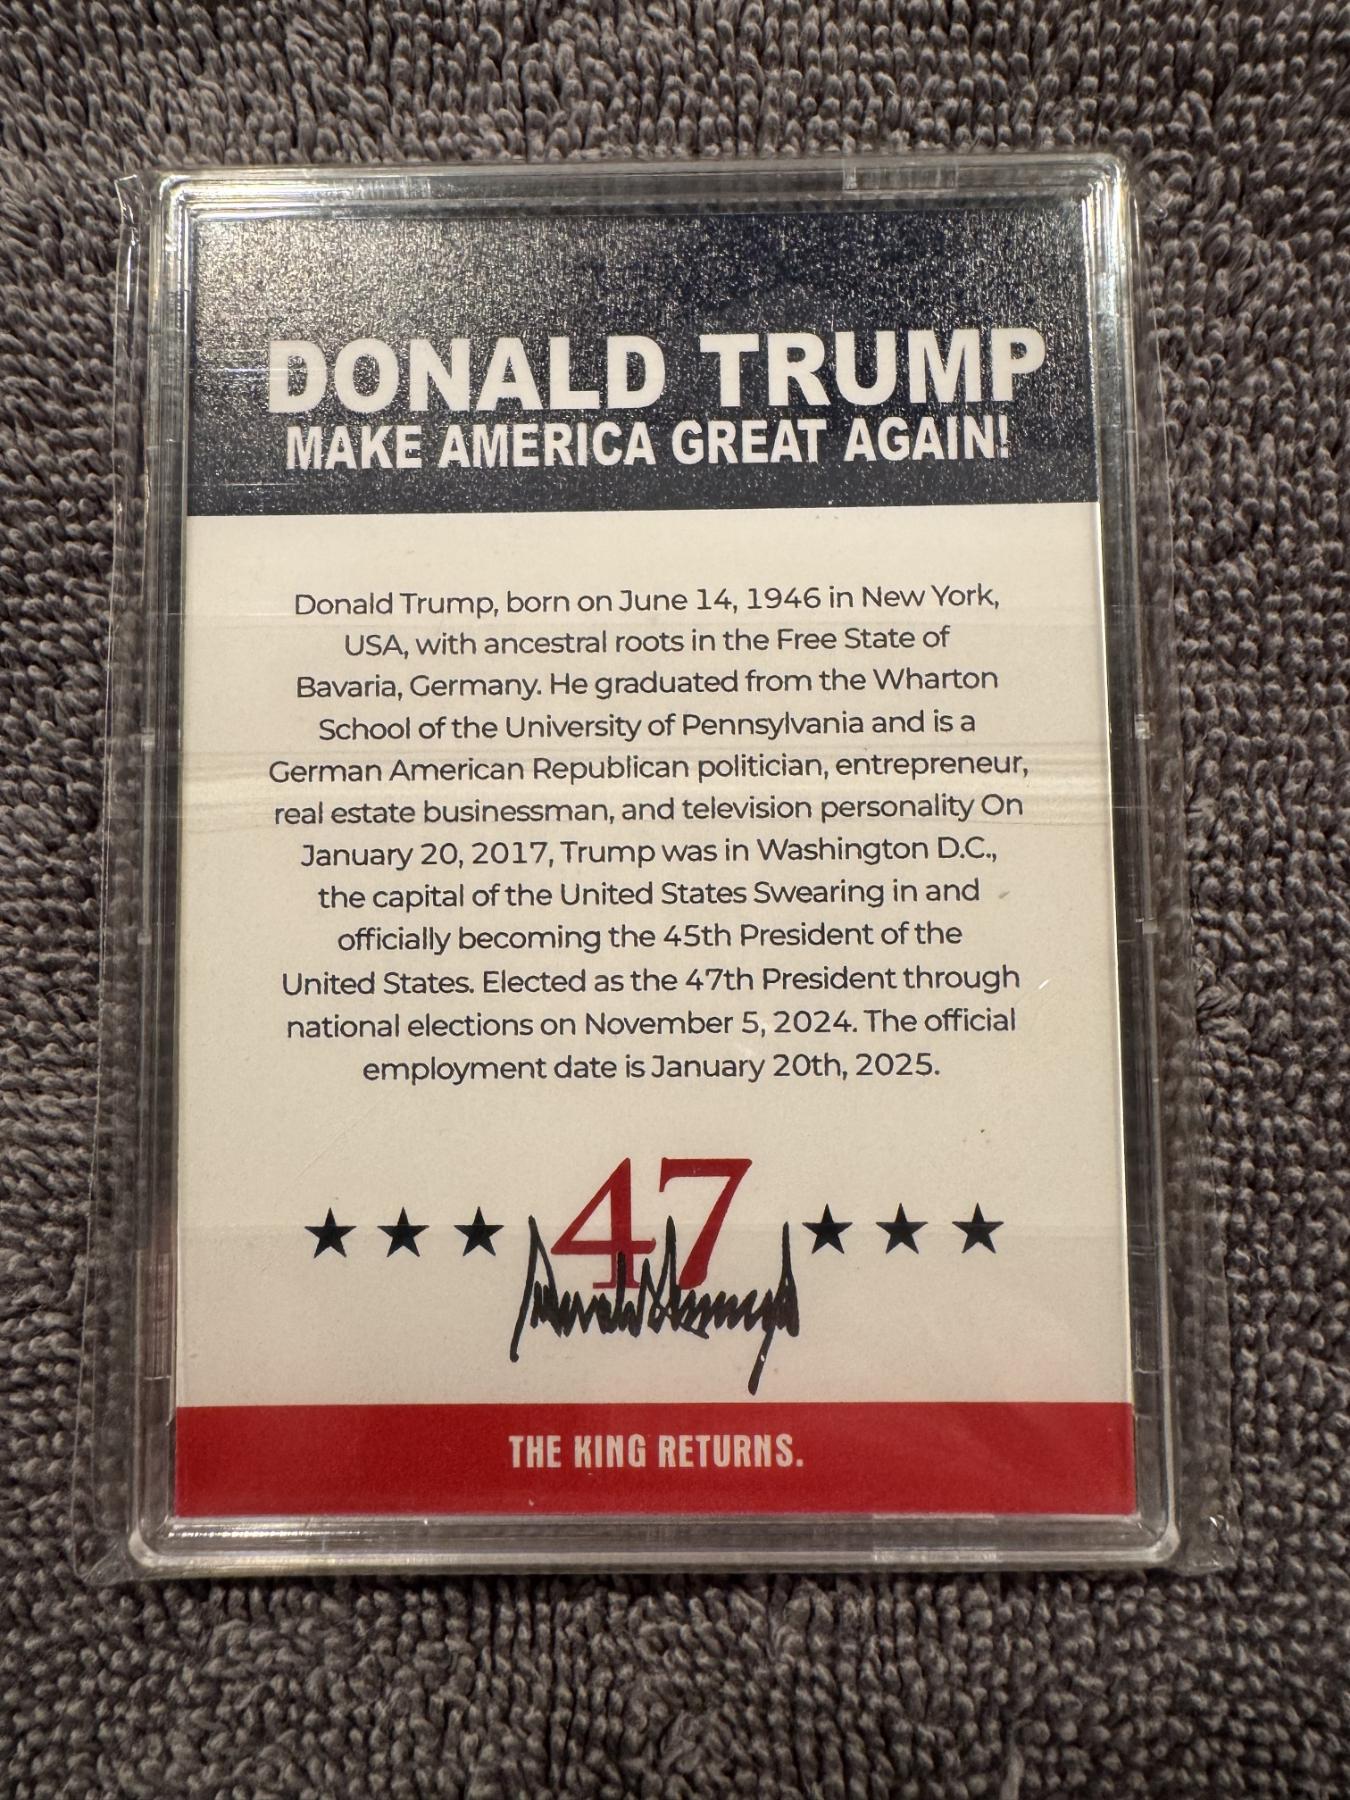 DONALD TRUMP
MAKE AMERICA GREAT AGAIN!
Donald Trump, born on June 14, 1946 in New York,
USA, with ancestral roots in the Free State of
Bavaria, Germany. He graduated from the Wharton
School of the University of Pennsylvania and is a
German American Republican politician, entrepreneur,
real estate businessman, and television personality On
January 20, 2017, Trump was in Washington D.C.,
the capital of the United States Swearing in and
officially becoming the 45th President of the
United States. Elected as the 47th President through
national elections on November 5, 2024. The official
employment date is January 20th, 2025.
47
Donald Trump
THE KING RETURNS.